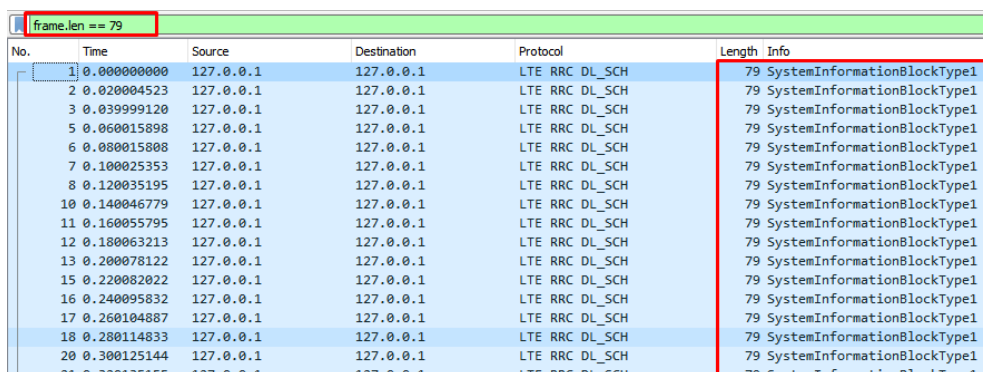 frame.len == 79
No. Time Source Destination Protocol Length Info
1 0.000000000 127.0.0.1 127.0.0.1 LTE RRC DL_SCH 79 SystemInformationBlockType1
2 0.020004523 127.0.0.1 127.0.0.1 LTE RRC DL_SCH 79 SystemInformationBlockType1
3 0.039999120 127.0.0.1 127.0.0.1 LTE RRC DL_SCH 79 SystemInformationBlockType1
5 0.060015898 127.0.0.1 127.0.0.1 LTE RRC DL_SCH 79 SystemInformationBlockType1
6 0.080015808 127.0.0.1 127.0.0.1 LTE RRC DL_SCH 79 SystemInformationBlockType1
7 0.100025353 127.0.0.1 127.0.0.1 LTE RRC DL_SCH 79 SystemInformationBlockType1
8 0.120035195 127.0.0.1 127.0.0.1 LTE RRC DL_SCH 79 SystemInformationBlockType1
10 0.140046779 127.0.0.1 127.0.0.1 LTE RRC DL_SCH 79 SystemInformationBlockType1
11 0.160055795 127.0.0.1 127.0.0.1 LTE RRC DL_SCH 79 SystemInformationBlockType1
12 0.180063213 127.0.0.1 127.0.0.1 LTE RRC DL_SCH 79 SystemInformationBlockType1
13 0.200078122 127.0.0.1 127.0.0.1 LTE RRC DL_SCH 79 SystemInformationBlockType1
15 0.220082022 127.0.0.1 127.0.0.1 LTE RRC DL_SCH 79 SystemInformationBlockType1
16 0.240095832 127.0.0.1 127.0.0.1 LTE RRC DL_SCH 79 SystemInformationBlockType1
17 0.260104887 127.0.0.1 127.0.0.1 LTE RRC DL_SCH 79 SystemInformationBlockType1
18 0.280114833 127.0.0.1 127.0.0.1 LTE RRC DL_SCH 79 SystemInformationBlockType1
20 0.300125144 127.0.0.1 127.0.0.1 LTE RRC DL_SCH 79 SystemInformationBlockType1